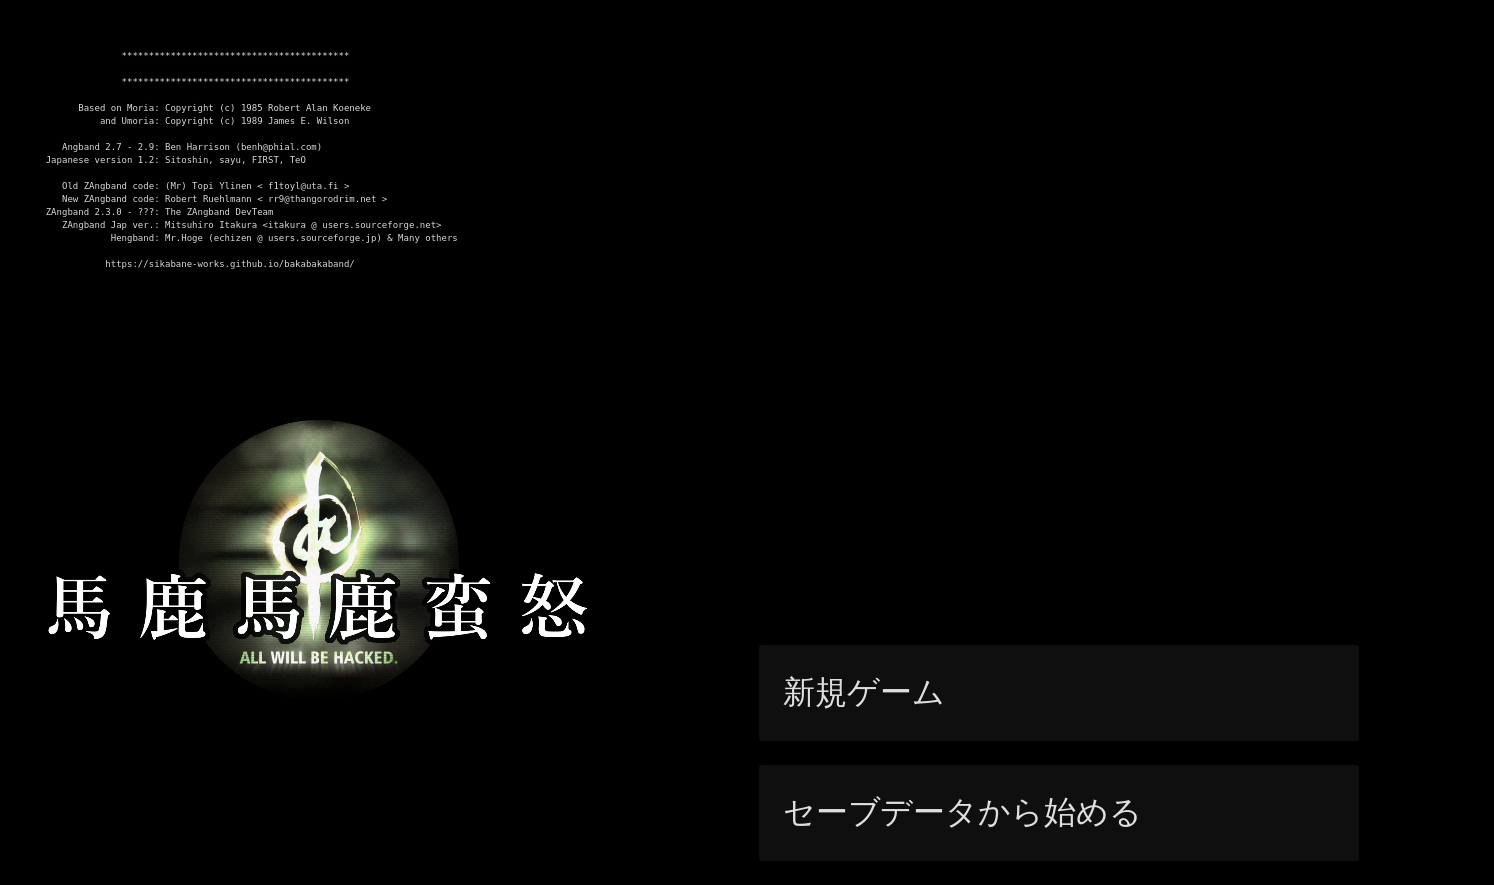 ******************************************
******************************************
Based on Moria: Copyright (c) 1985 Robert Alan Koeneke
and Umoria: Copyright (c) 1989 James E. Wilson
Angband 2.7 - 2.9: Ben Harrison (benh@phial.com)
Japanese version 1.2: Sitoshin, sayu, FIRST, TeO
Old ZAngband code: (Mr) Topi Ylinen < f1toyl@uta.fi >
New ZAngband code: Robert Ruehlmann < rr9@thangorodrim.net >
ZAngband 2.3.0 - ???: The ZAngband DevTeam
ZAngband Jap ver.: Mitsuhiro Itakura <itakura @ users.sourceforge.net>
Hengband: Mr.Hoge (echizen @ users.sourceforge.jp) & Many others
https://sikabane-works.github.io/bakabakaband/
馬鹿馬鹿蛮怒
ALL WILL BE HACKED.
新規ゲーム
セーブデータから始める